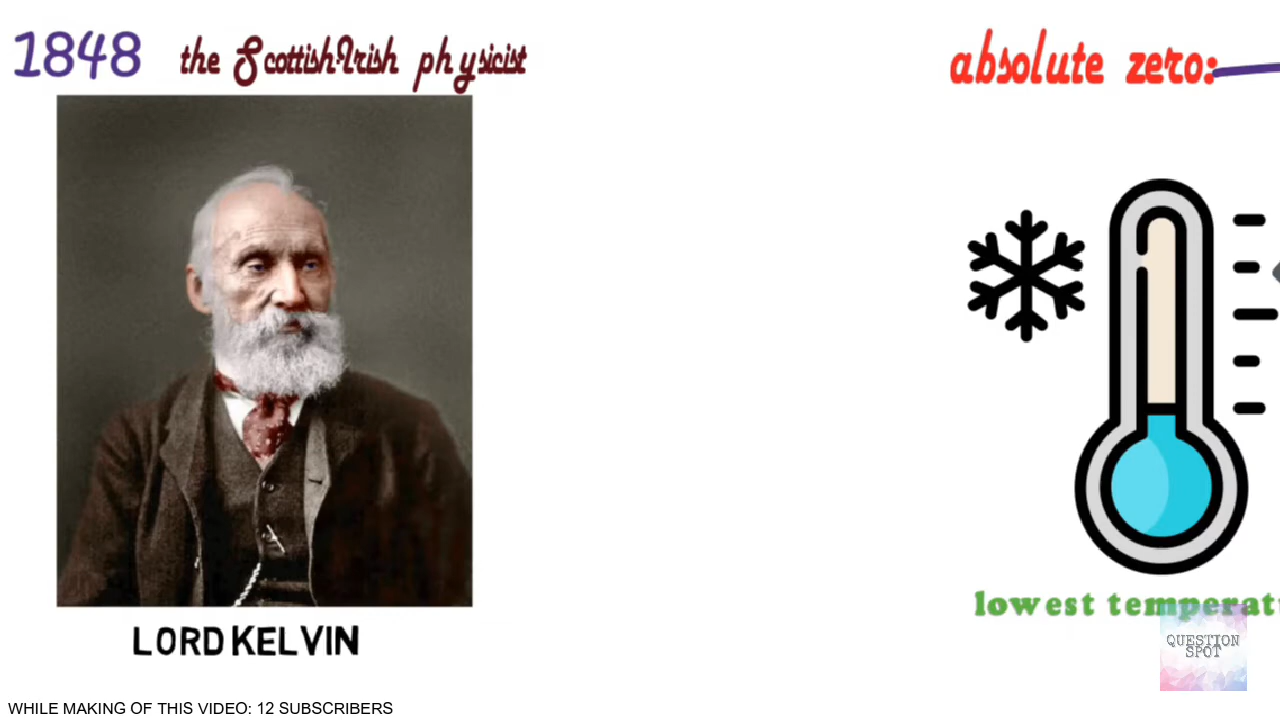 1848 the Scottish-Irish physicist
absolute zero:
LORD KELVIN
lowest temperat
QUESTION
SPOT
WHILE MAKING OF THIS VIDEO: 12 SUBSCRIBERS